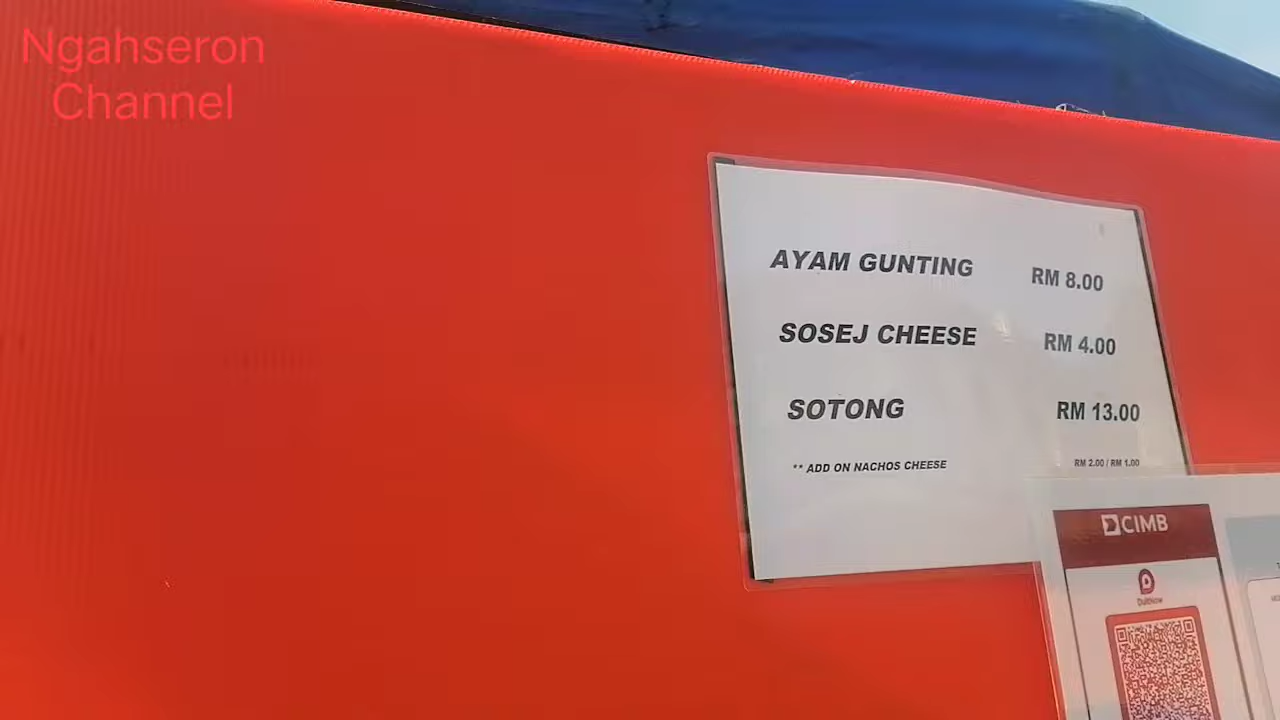 Ngahseron
Channel
AYAM GUNTING RM 8.00
SOSEJ CHEESE RM 4.00
SOTONG RM 13.00
** ADD ON NACHOS CHEESE RM 2.00 / RM 1.00
CIMB
DuitNow